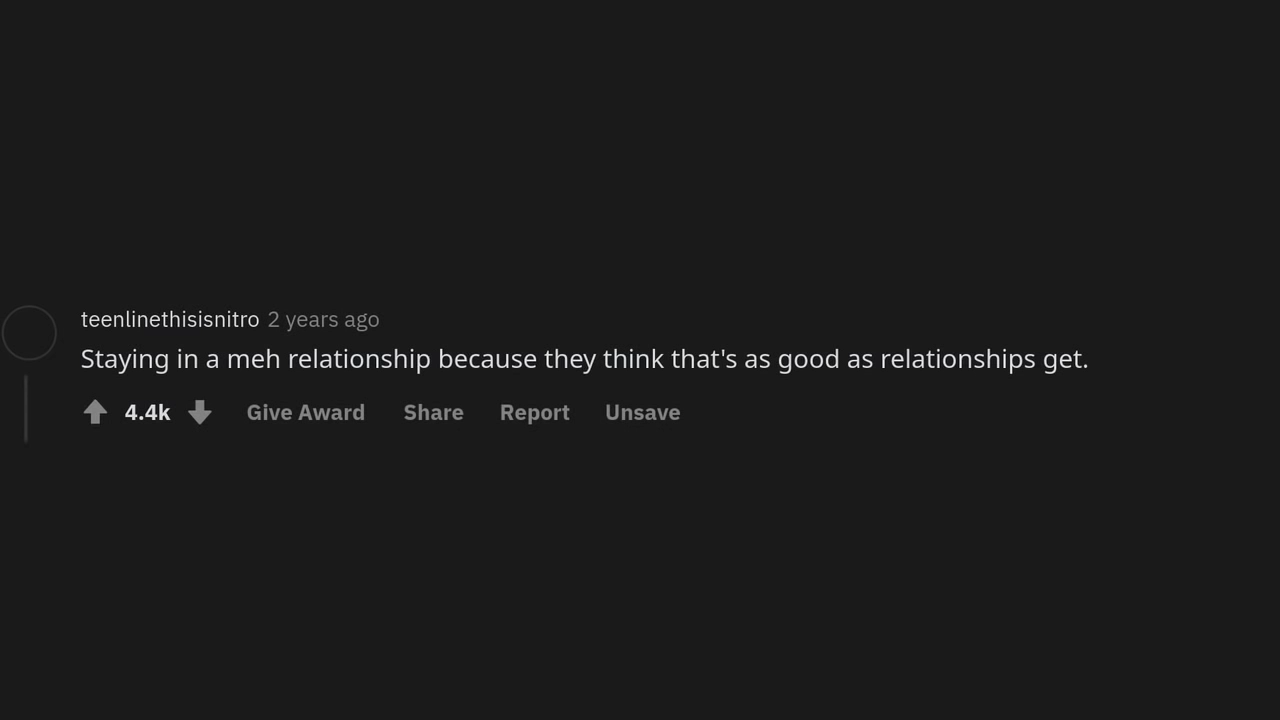 teenlinethisisnitro 2 years ago
Staying in a meh relationship because they think that's as good as relationships get.
4.4k Give Award Share Report Unsave